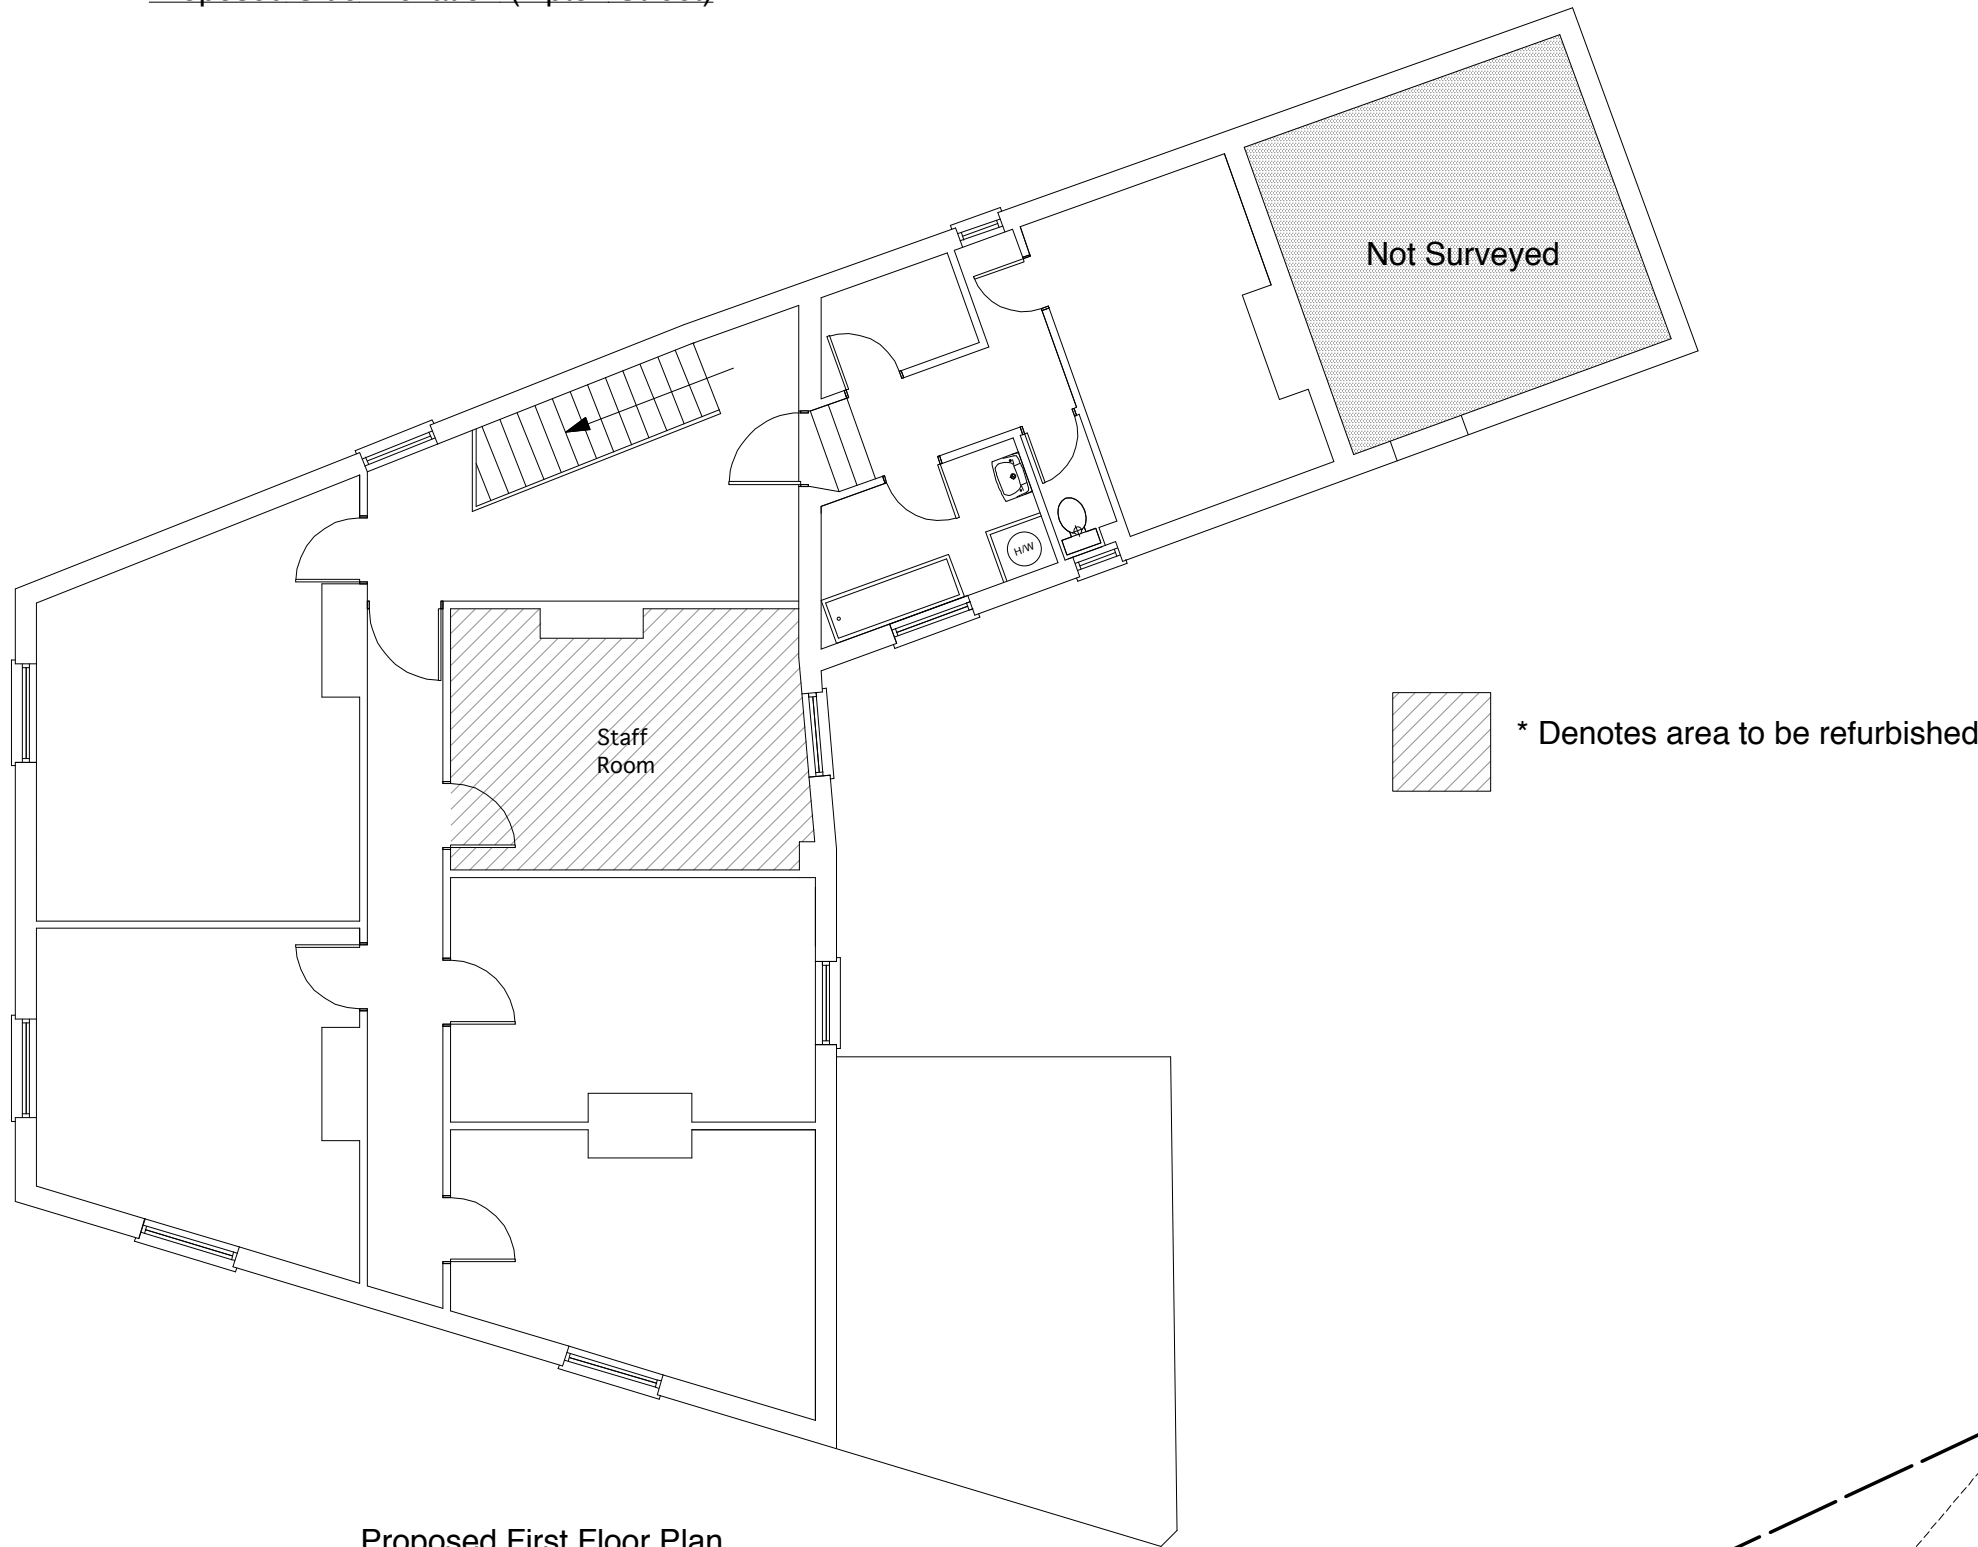 Not Surveyed
H/W
Staff
Room
* Denotes area to be refurbished
Proposed First Floor Plan